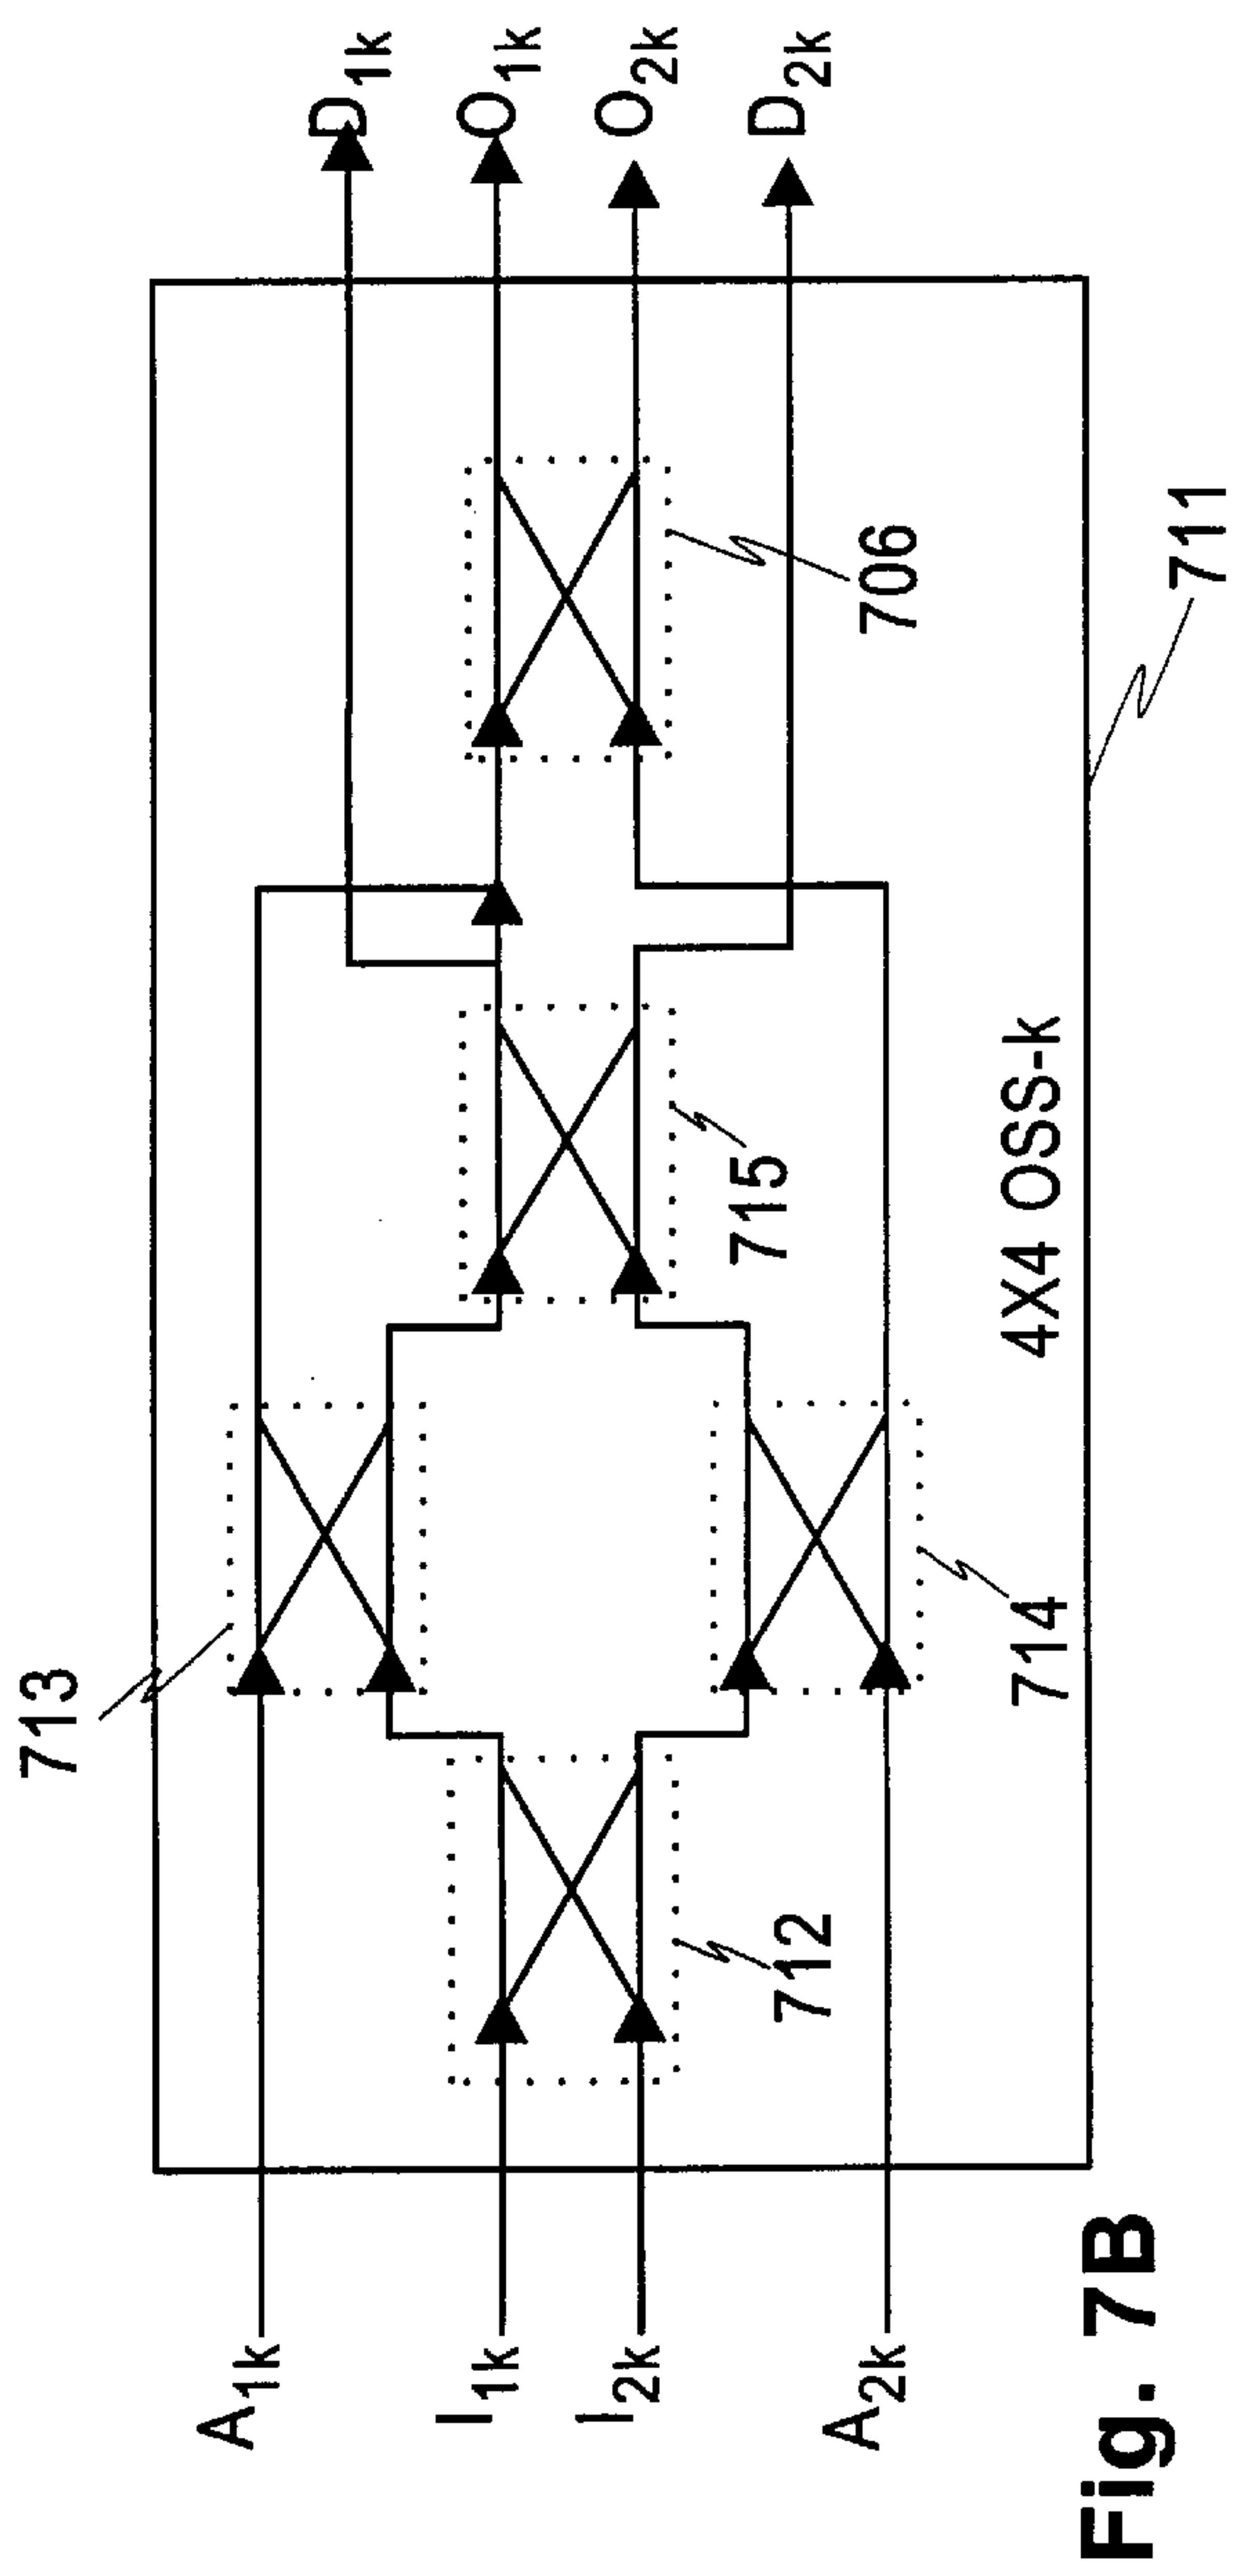 A1k
I1k
I2k
A2k
713
712
714
715
706
D1k
O1k
O2k
D2k
4X4 OSS-k
711
Fig. 7B